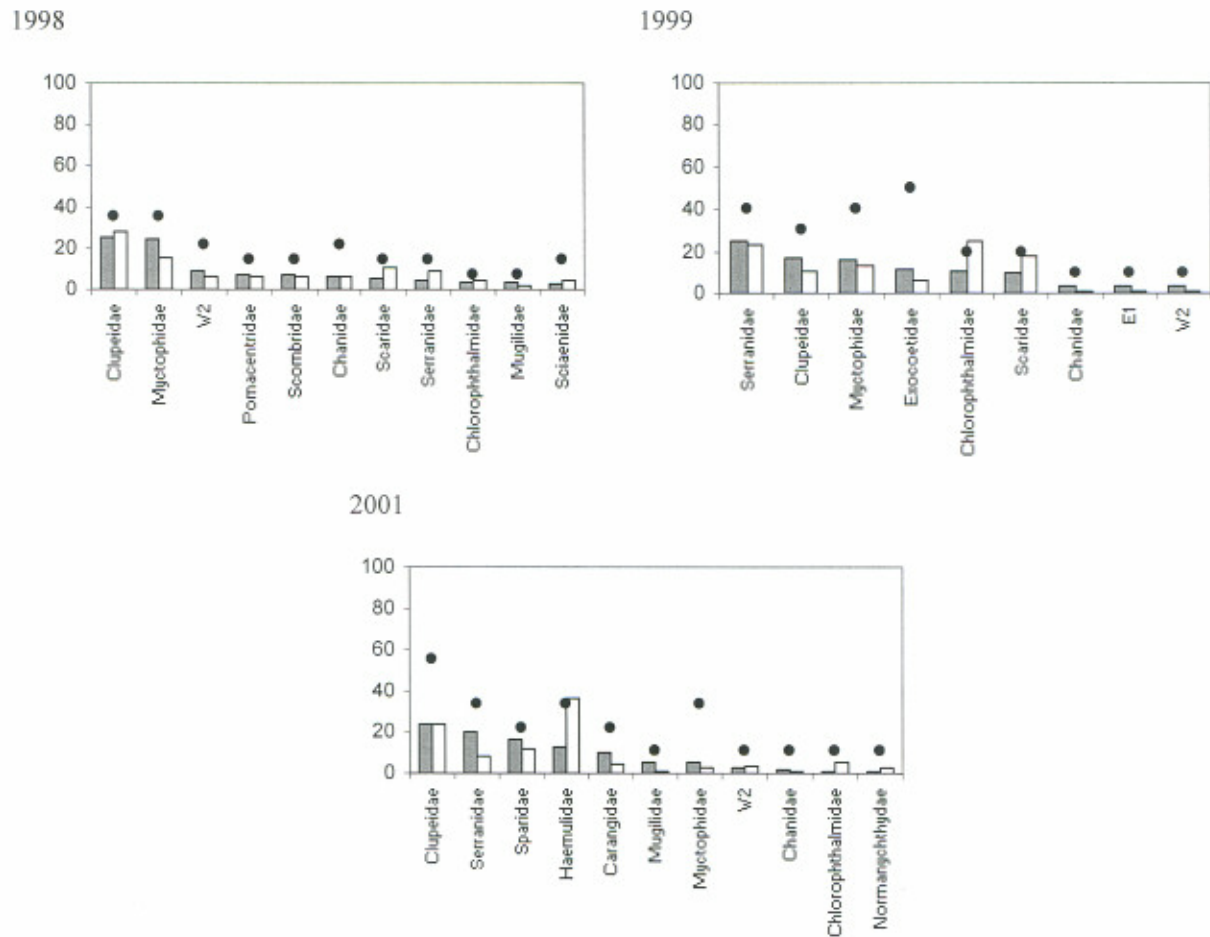 1998
100
80
60
40
20
0
Clupeidae
Myctophidae
W2
Pomacentridae
Scombridae
Chanidae
Scaridae
Serranidae
Chlorophthalmidae
Mugilidae
Sciaenidae
1999
100
80
60
40
20
0
Serranidae
Clupeidae
Myctophidae
Exocoetidae
Chlorophthalmidae
Scaridae
Chanidae
E1
W2
2001
100
80
60
40
20
0
Clupeidae
Serranidae
Sparidae
Haemulidae
Carangidae
Mugilidae
Myctophidae
W2
Chanidae
Chlorophthalmidae
Normanychthydae